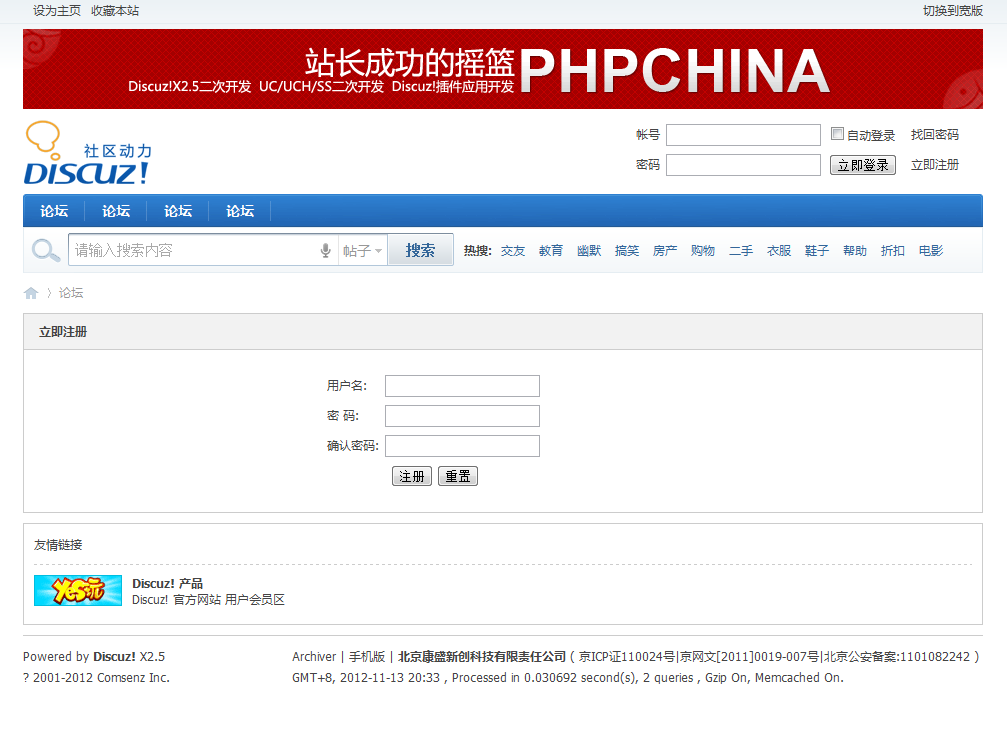 设为主页 收藏本站 切换到宽版
站长成功的摇篮 PHPCHINA
Discuz!X2.5二次开发 UC/UCH/SS二次开发 Discuz!插件应用开发
社区动力
DISCUZ!
帐号 自动登录 找回密码
密码 立即登录 立即注册
论坛 论坛 论坛 论坛
请输入搜索内容 帖子 搜索 热搜: 交友 教育 幽默 搞笑 房产 购物 二手 衣服 鞋子 帮助 折扣 电影
论坛
立即注册
用户名:
密 码:
确认密码:
注册 重置
友情链接
YES玩
Discuz! 产品
Discuz! 官方网站 用户会员区
Powered by Discuz! X2.5 Archiver | 手机版 | 北京康盛新创科技有限责任公司 ( 京ICP证110024号|京网文[2011]0019-007号|北京公安备案:1101082242 )
? 2001-2012 Comsenz Inc. GMT+8, 2012-11-13 20:33 , Processed in 0.030692 second(s), 2 queries , Gzip On, Memcached On.